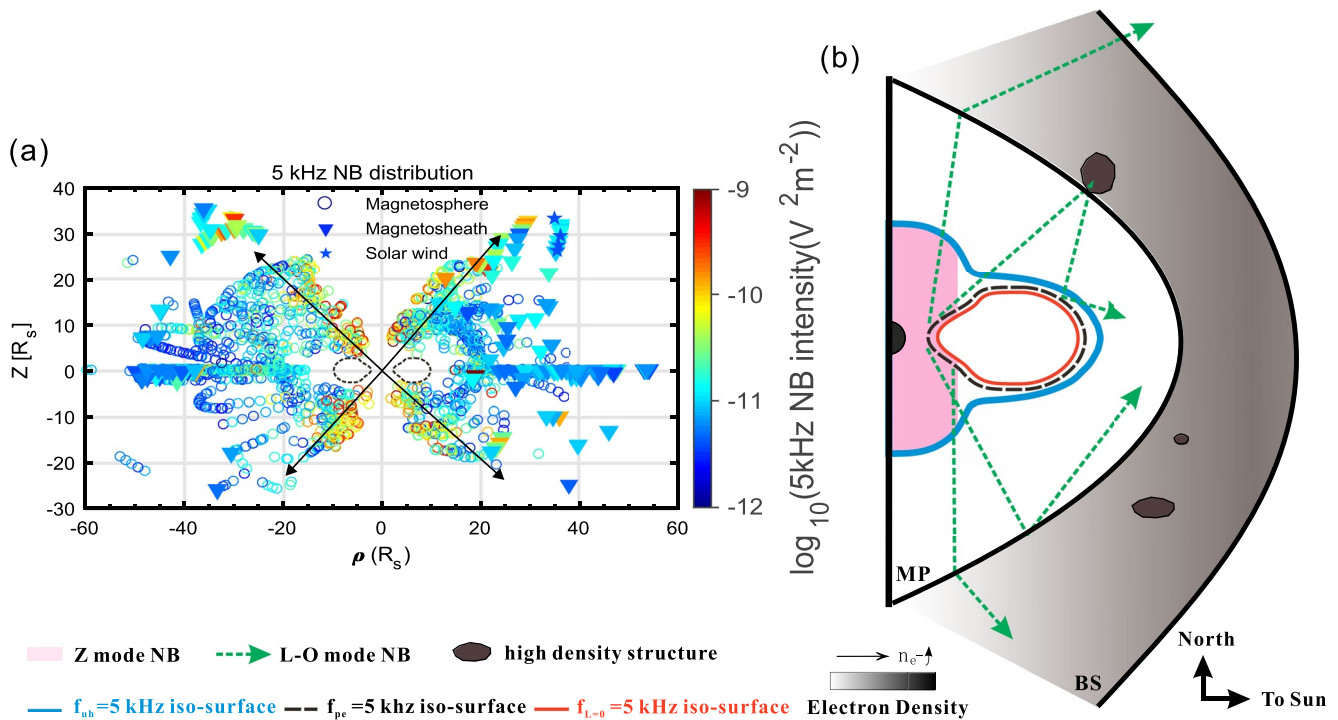 (a)
5 kHz NB distribution
Magnetosphere
Magnetosheath
Solar wind
40
30
20
10
0
-10
-20
-30
Z [Rs]
-60
-40
-20
0
20
40
60
ρ (Rs)
-9
-10
-11
-12
log10(5kHz NB intensity(V2m-2))
(b)
MP
BS
North
To Sun
Z mode NB
L-O mode NB
high density structure
ne-
Electron Density
fuh=5 kHz iso-surface
fpe=5 khz iso-surface
fL=0=5 kHz iso-surface